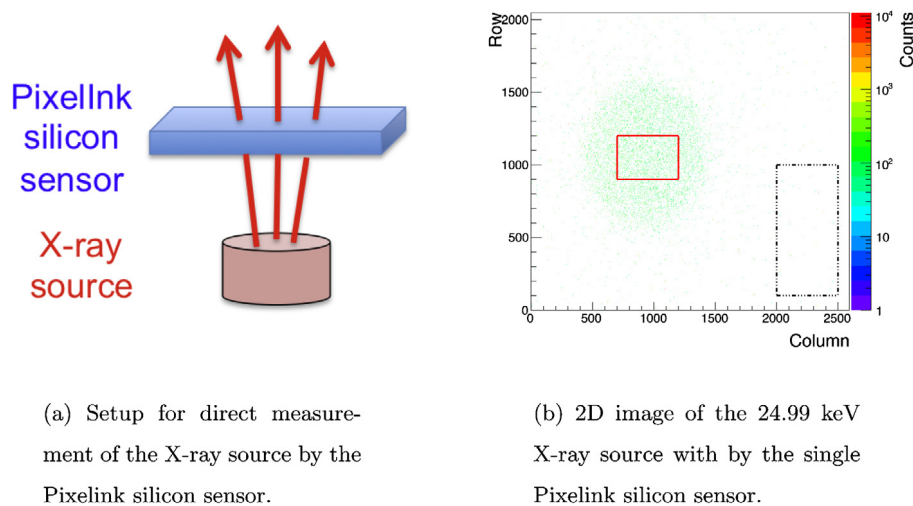 PixelInk
silicon
sensor
X-ray
source
Row
2000
1500
1000
500
0
0
500
1000
1500
2000
2500
Column
10⁴
10³
10²
10
1
Counts
(a) Setup for direct measure-
ment of the X-ray source by the
Pixelink silicon sensor.
(b) 2D image of the 24.99 keV
X-ray source with by the single
Pixelink silicon sensor.